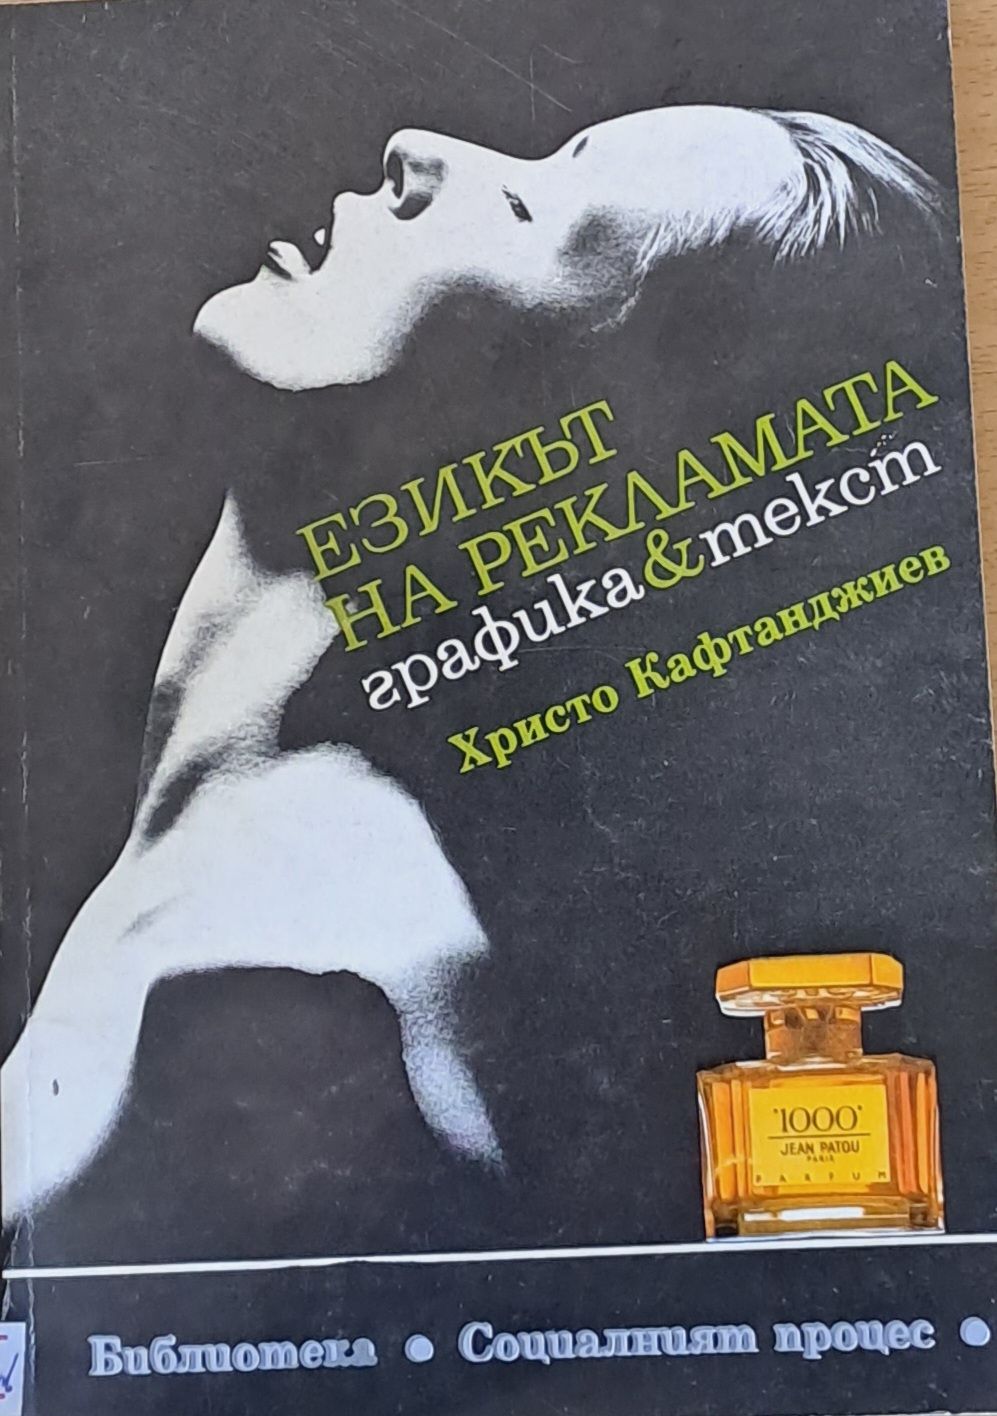 ЕЗИКЪТ
НА РЕКЛАМАТА
графика & текст
Христо Кафтанджиев
'1000'
JEAN PATOU
PARIS
PARFUM
Библиотека • Социалният процес •